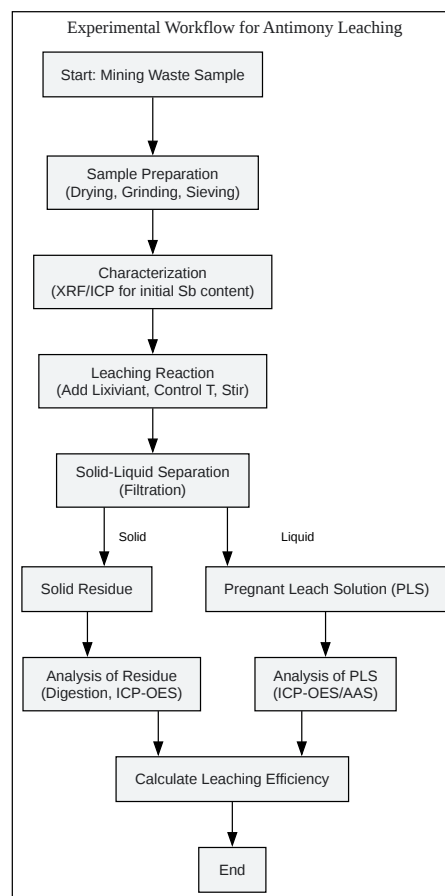 Experimental Workflow for Antimony Leaching
Start: Mining Waste Sample
Sample Preparation
(Drying, Grinding, Sieving)
Characterization
(XRF/ICP for initial Sb content)
Leaching Reaction
(Add Lixiviant, Control T, Stir)
Solid-Liquid Separation
(Filtration)
Solid
Liquid
Solid Residue
Pregnant Leach Solution (PLS)
Analysis of Residue
(Digestion, ICP-OES)
Analysis of PLS
(ICP-OES/AAS)
Calculate Leaching Efficiency
End